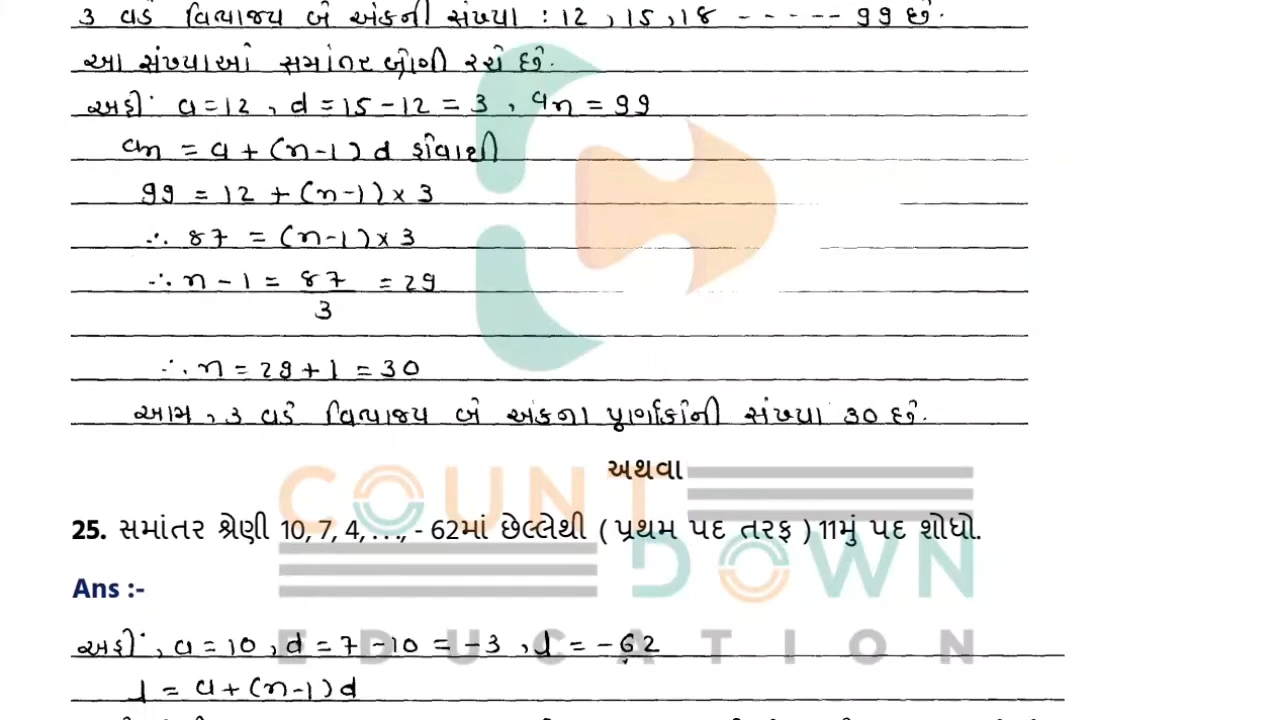 ૩ વડે વિભાજ્ય બે અંકની સંખ્યા : 12 , 15 , 18 - - - - -- 99 છે.
આ સંખ્યાઓ સમાંતર શ્રેણી રચે છે.
અહીં a = 12 , d = 15 - 12 = 3 , an = 99
an = a + (n-1) d હોવાથી
99 = 12 + (n-1) x 3
∴ 87 = (n-1) x 3
∴ n - 1 = 87/3 = 29
∴ n = 29 + 1 = 30
આમ , 3 વડે વિભાજ્ય બે અંકના પૂર્ણાંકોની સંખ્યા 30 છે.
અથવા
25. સમાંતર શ્રેણી 10, 7, 4, . . ., - 62માં છેલ્લેથી ( પ્રથમ પદ તરફ ) 11મું પદ શોધો.
COUNT
DOWN
EDUCATION
Ans :-
અહીં , a = 10 , d = 7 - 10 = -3 , l = -62
l = a + (n-1) d